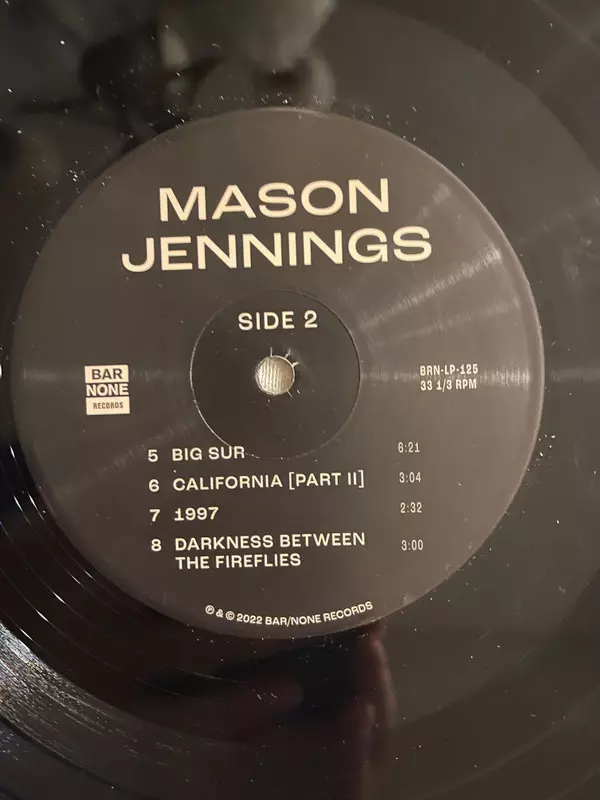 MASON
JENNINGS
SIDE 2
BAR
NONE
RECORDS
BRN-LP-125
33 1/3 RPM
5 BIG SUR 6:21
6 CALIFORNIA [PART II] 3:04
7 1997 2:32
8 DARKNESS BETWEEN
THE FIREFLIES 3:00
℗ & © 2022 BAR/NONE RECORDS